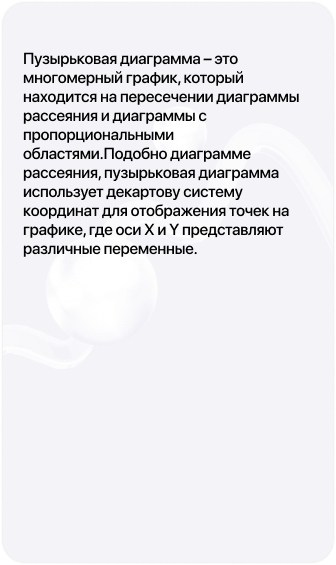 Пузырьковая диаграмма – это
многомерный график, который
находится на пересечении диаграммы
рассеяния и диаграммы с
пропорциональными
областями.Подобно диаграмме
рассеяния, пузырьковая диаграмма
использует декартову систему
координат для отображения точек на
графике, где оси X и Y представляют
различные переменные.